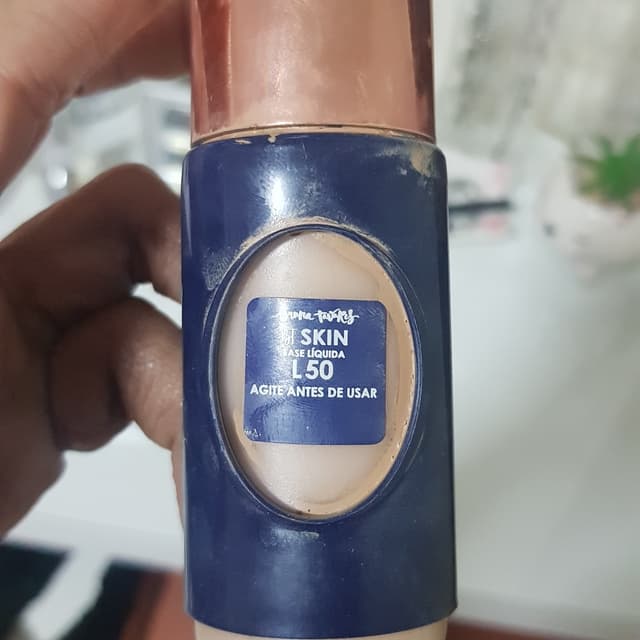 SKIN
BASE LÍQUIDA
L50
AGITE ANTES DE USAR